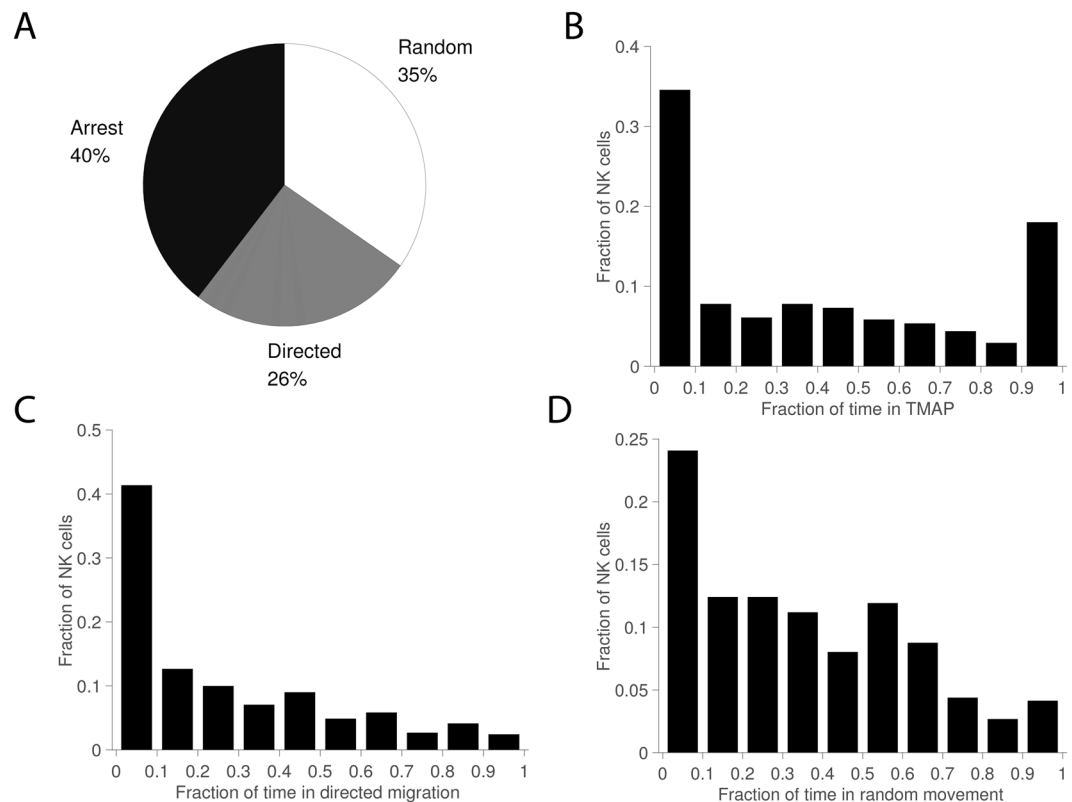 A
Random
35%
Arrest
40%
Directed
26%
B
0.4
0.3
0.2
0.1
0
Fraction of NK cells
0 0.1 0.2 0.3 0.4 0.5 0.6 0.7 0.8 0.9 1
Fraction of time in TMAP
C
0.5
0.4
0.3
0.2
0.1
0
Fraction of NK cells
0 0.1 0.2 0.3 0.4 0.5 0.6 0.7 0.8 0.9 1
Fraction of time in directed migration
D
0.25
0.2
0.15
0.1
0.05
0
Fraction of NK cells
0 0.1 0.2 0.3 0.4 0.5 0.6 0.7 0.8 0.9 1
Fraction of time in random movement